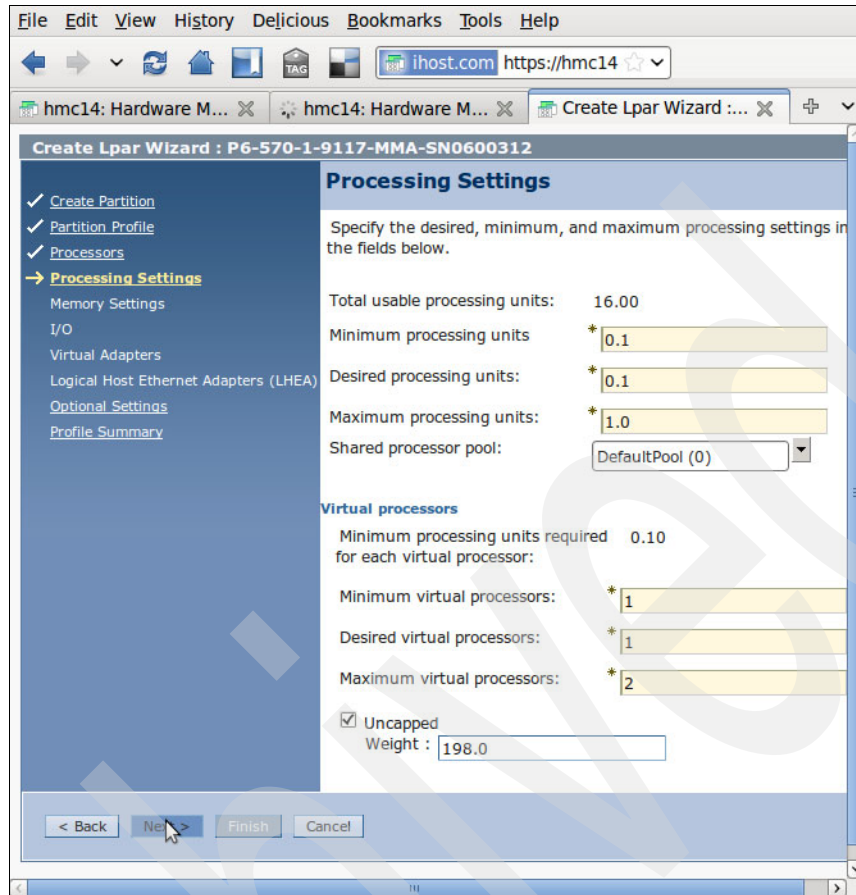 File Edit View History Delicious Bookmarks Tools Help
TAG ihost.com https://hmc14
hmc14: Hardware M... hmc14: Hardware M... Create Lpar Wizard :...
Create Lpar Wizard : P6-570-1-9117-MMA-SN0600312
Create Partition
Partition Profile
Processors
Processing Settings
Memory Settings
I/O
Virtual Adapters
Logical Host Ethernet Adapters (LHEA)
Optional Settings
Profile Summary
Processing Settings
Specify the desired, minimum, and maximum processing settings in
the fields below.
Total usable processing units: 16.00
Minimum processing units * 0.1
Desired processing units: * 0.1
Maximum processing units: * 1.0
Shared processor pool: DefaultPool (0)
Virtual processors
Minimum processing units required 0.10
for each virtual processor:
Minimum virtual processors: * 1
Desired virtual processors: * 1
Maximum virtual processors: * 2
Uncapped
Weight : 198.0
< Back Next > Finish Cancel